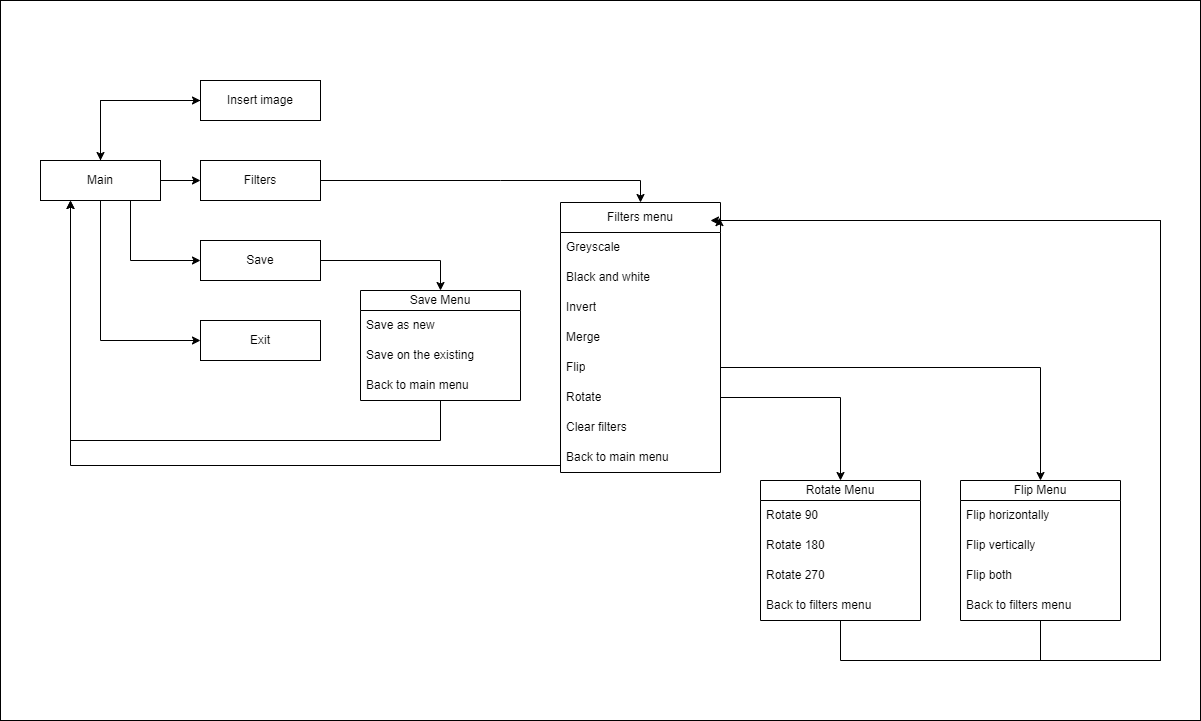 Insert image
Main
Filters
Save
Exit
Save Menu
Save as new
Save on the existing
Back to main menu
Filters menu
Greyscale
Black and white
Invert
Merge
Flip
Rotate
Clear filters
Back to main menu
Rotate Menu
Rotate 90
Rotate 180
Rotate 270
Back to filters menu
Flip Menu
Flip horizontally
Flip vertically
Flip both
Back to filters menu